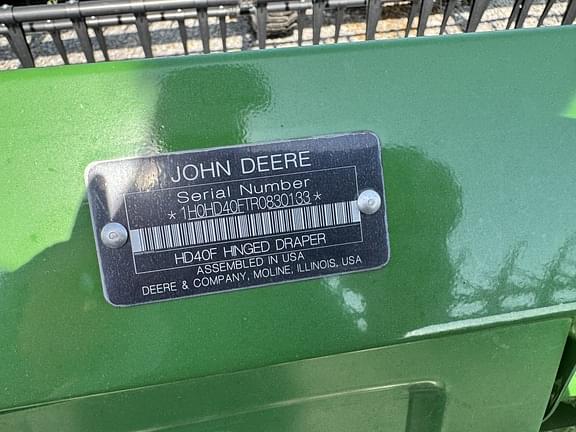 JOHN DEERE
Serial Number
*1H0HD40FTR0830133*
HD40F HINGED DRAPER
ASSEMBLED IN USA
DEERE & COMPANY, MOLINE, ILLINOIS, USA